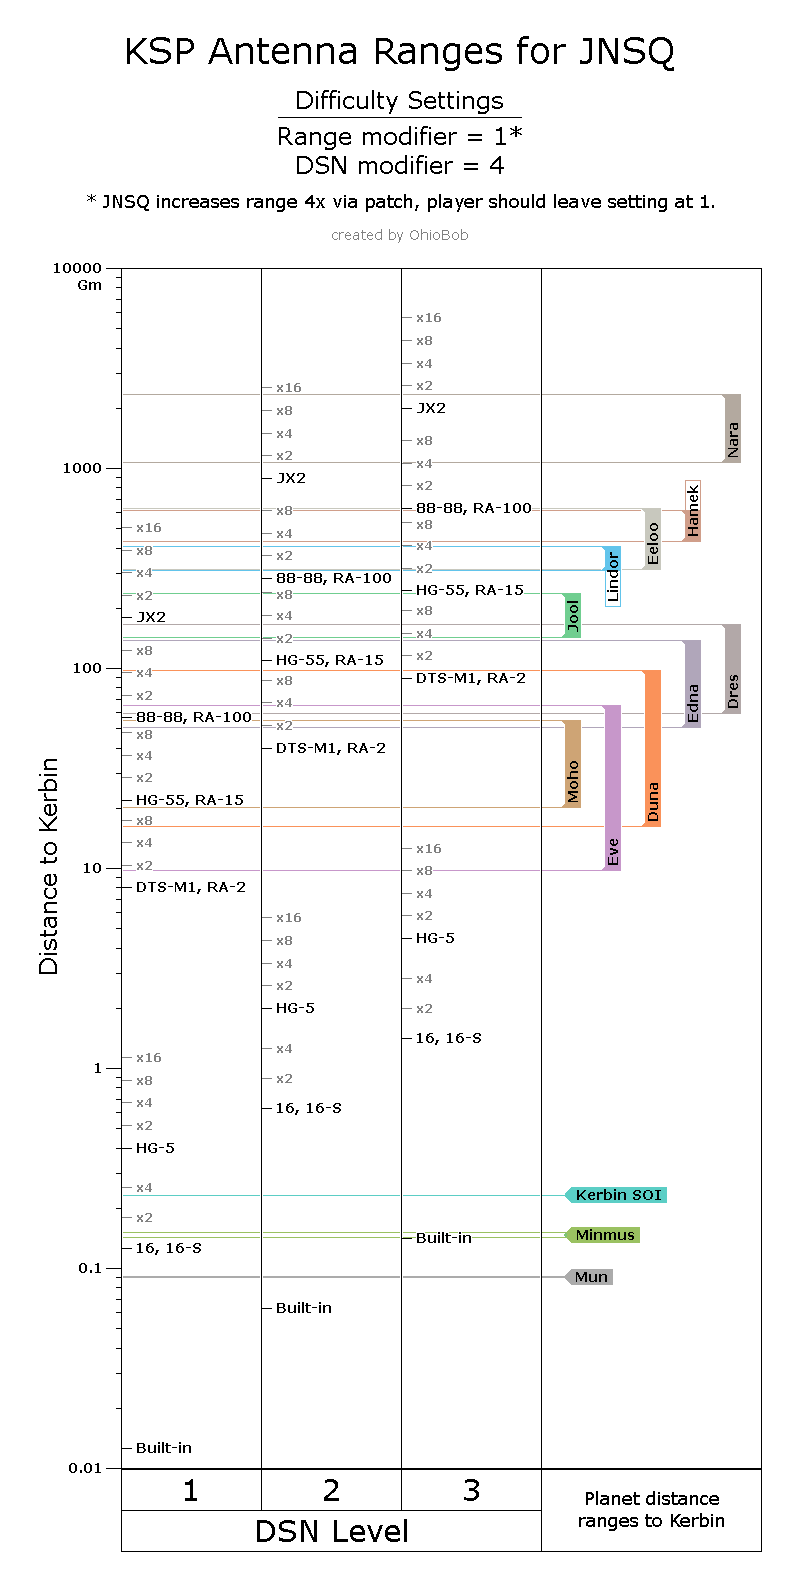 KSP Antenna Ranges for JNSQ
Difficulty Settings
Range modifier = 1*
DSN modifier = 4
* JNSQ increases range 4x via patch, player should leave setting at 1.
created by OhioBob
Distance to Kerbin
10000
Gm
1000
100
10
1
0.1
0.01
x16
x8
x4
x2
JX2
x8
x4
x2
88-88, RA-100
x8
x4
x2
HG-55, RA-15
x8
x4
x2
DTS-M1, RA-2
x16
x8
x4
x2
HG-5
x4
x2
16, 16-S
Built-in
x16
x8
x4
x2
JX2
x8
x4
x2
88-88, RA-100
x8
x4
x2
HG-55, RA-15
x8
x4
x2
DTS-M1, RA-2
x16
x8
x4
x2
HG-5
x4
x2
16, 16-S
Built-in
x16
x8
x4
x2
JX2
x8
x4
x2
88-88, RA-100
x8
x4
x2
HG-55, RA-15
x8
x4
x2
DTS-M1, RA-2
x16
x8
x4
x2
HG-5
x4
x2
16, 16-S
Built-in
Nara
Hamek
Eeloo
Lindor
Jool
Dres
Edna
Duna
Eve
Moho
Kerbin SOI
Minmus
Mun
1
2
3
DSN Level
Planet distance
ranges to Kerbin